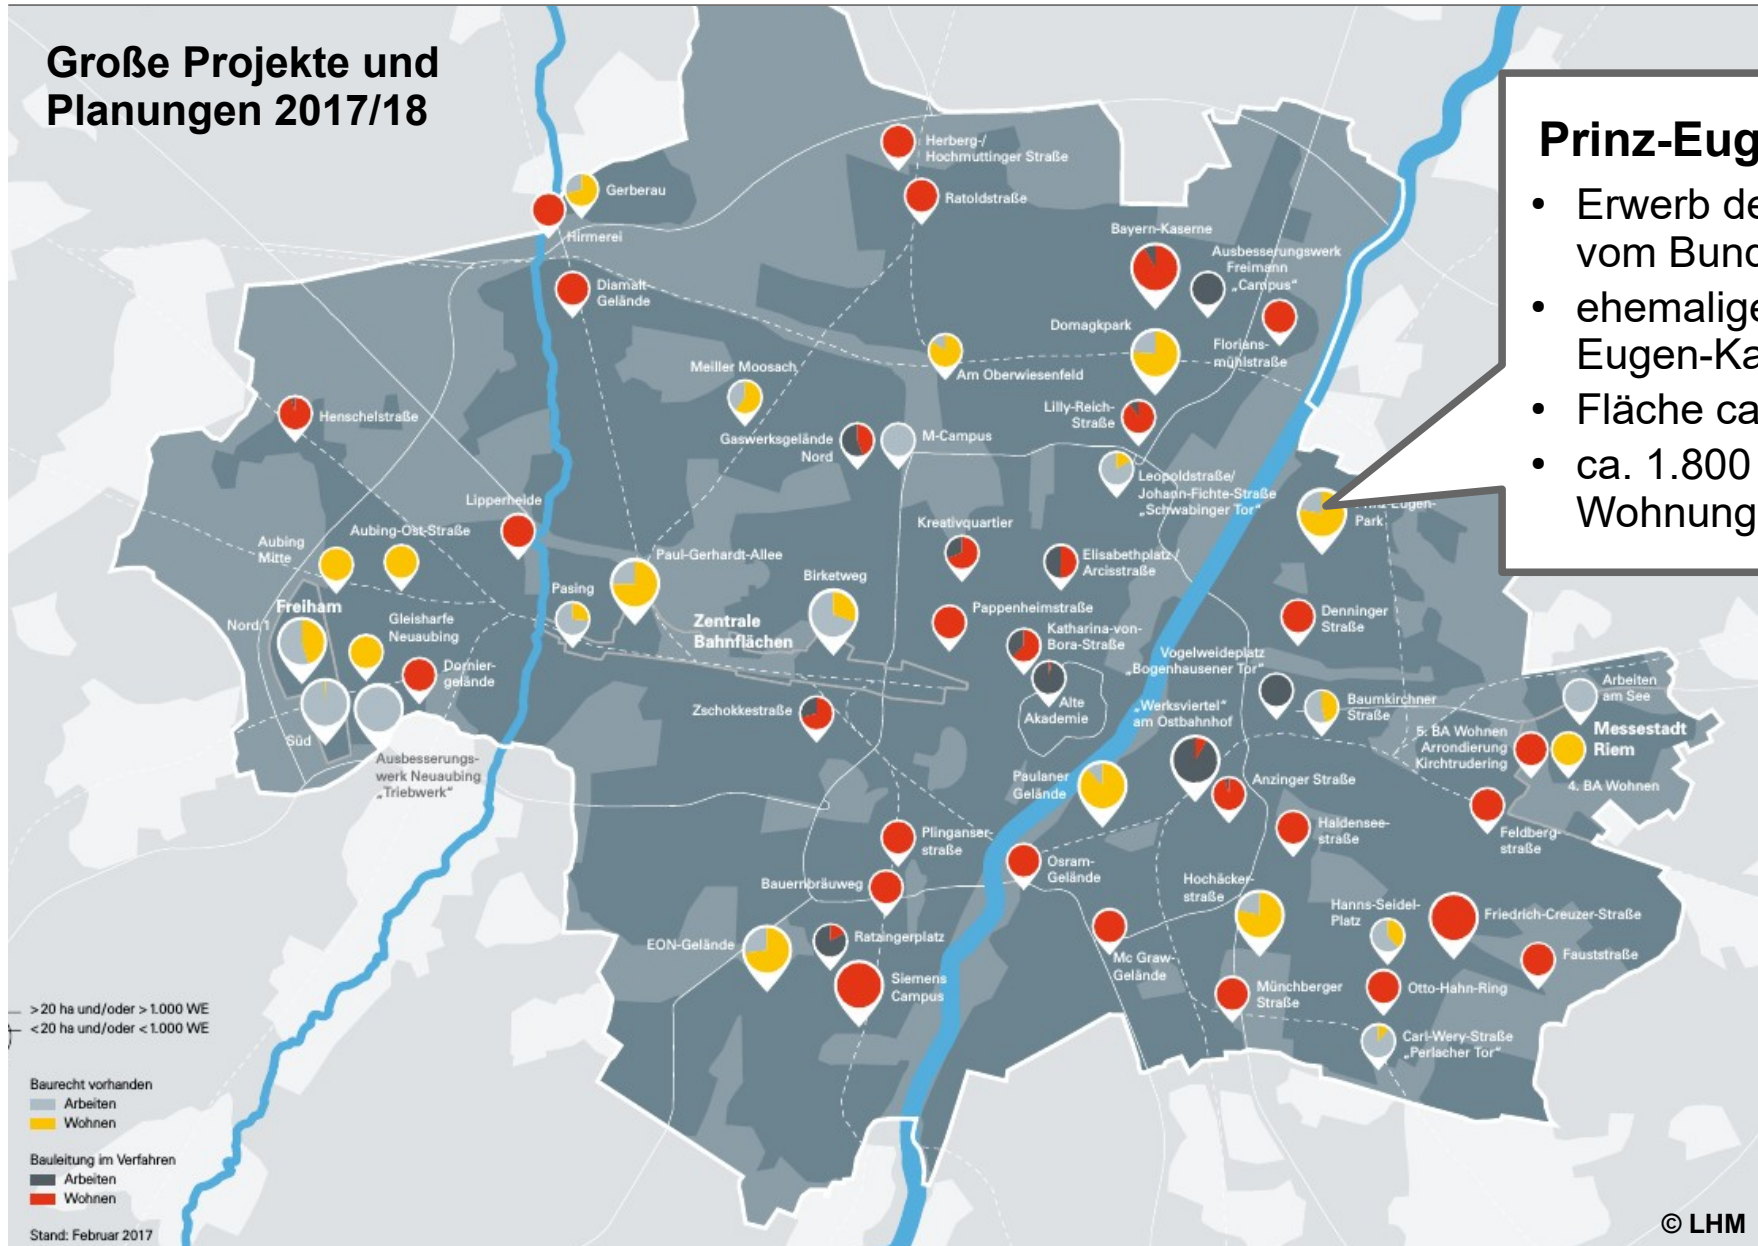 Große Projekte und
Planungen 2017/18
Prinz-Eug
• Erwerb de
vom Bund
• ehemalige
Eugen-Ka
• Fläche ca
• ca. 1.800
Wohnung
Herberg-/
Hochmuttinger Straße
Gerberau
Ratoldstraße
Hirmerei
Bayern-Kaserne
Ausbesserungswerk
Freimann
„Campus“
Diamalt-
Gelände
Domagkpark
Florians-
mühlstraße
Am Oberwiesenfeld
Meiller Moosach
Henschelstraße
Lilly-Reich-
Straße
Gaswerksgelände
Nord
M-Campus
Leopoldstraße/
Johann-Fichte-Straße
„Schwabinger Tor“
Prinz-Eugen-
Park
Lipperheide
Kreativquartier
Aubing
Mitte
Aubing-Ost-Straße
Paul-Gerhardt-Allee
Elisabethplatz/
Arcisstraße
Birketweg
Pasing
Freiham
Nord 1
Gleisharfe
Neuaubing
Zentrale
Bahnflächen
Pappenheimstraße
Denninger
Straße
Katharina-von-
Bora-Straße
Vogelweideplatz
„Bogenhausener Tor“
Dornier-
gelände
Arbeiten
am See
Baumkirchner
Straße
Zschokkestraße
Alte
Akademie
„Werksviertel“
am Ostbahnhof
Süd
5. BA Wohnen
Arrondierung
Kirchtrudering
Messestadt
Riem
4. BA Wohnen
Ausbesserungs-
werk Neuaubing
„Triebwerk“
Paulaner
Gelände
Anzinger Straße
Plinganser-
straße
Haldensee-
straße
Feldberg-
straße
Osram-
Gelände
Bauernbräuweg
Hochäcker-
straße
Hanns-Seidel-
Platz
Friedrich-Creuzer-Straße
EON-Gelände
Ratzingerplatz
Mc Graw-
Gelände
Fauststraße
Siemens
Campus
Münchberger
Straße
Otto-Hahn-Ring
Carl-Wery-Straße
„Perlacher Tor“
>20 ha und/oder >1.000 WE
<20 ha und/oder <1.000 WE
Baurecht vorhanden
Arbeiten
Wohnen
Bauleitung im Verfahren
Arbeiten
Wohnen
Stand: Februar 2017
© LHM